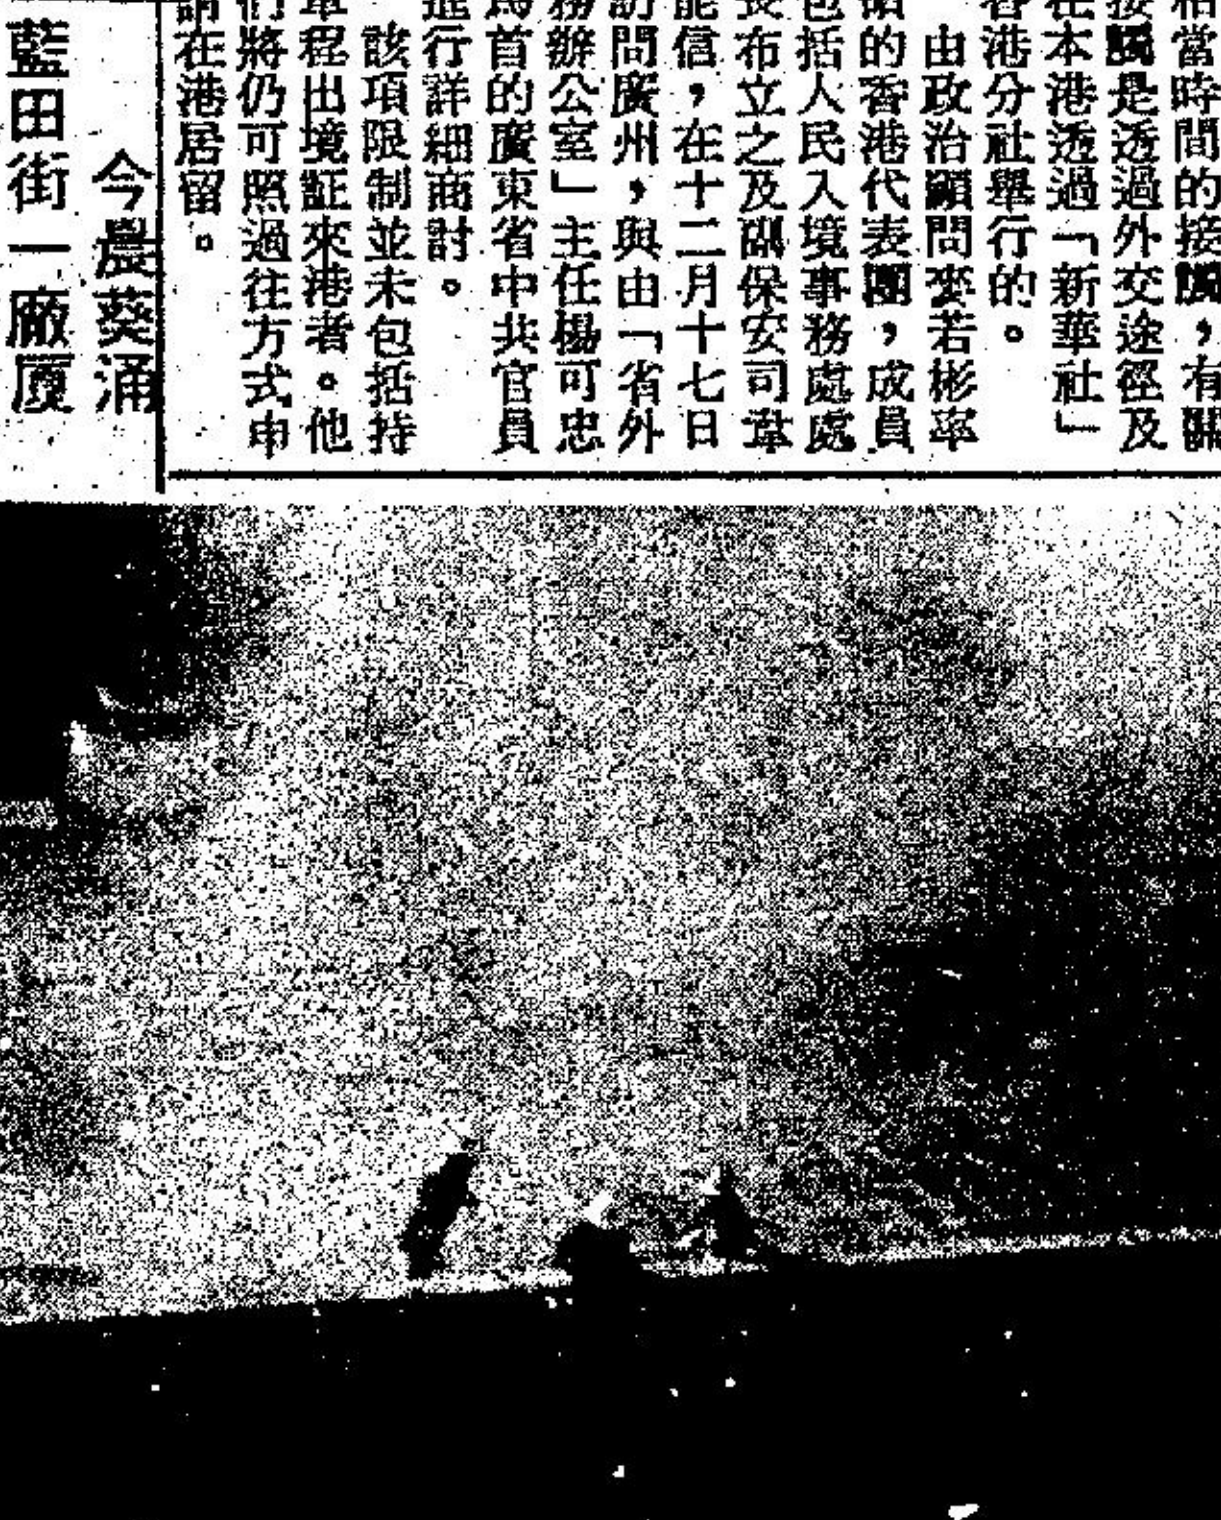 當時間的接觸，有關
接觸是透過外交途徑及
在本港透過「新華社」
香港分社舉行的。
由政治顧問麥若彬率
領的香港代表團，成員
包括人民入境事務處處
長布立之及副保安司韋
能信，在十二月十七日
訪問廣州，與由「省外
務辦公室」主任楊可忠
為首的廣東省中共官員
進行詳細商討。
該項限制並未包括持
單程出境証來港者。他
們將仍可照過往方式申
請在港居留。
今晨葵涌
藍田街一廠廈